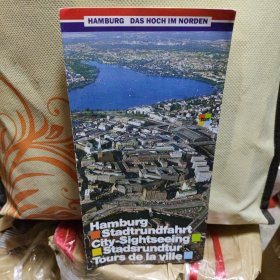 HAMBURG DAS HOCH IM NORDEN
Hamburg
Stadtrundfahrt
City-Sightseeing
Stadsrundtur
Tours de la ville